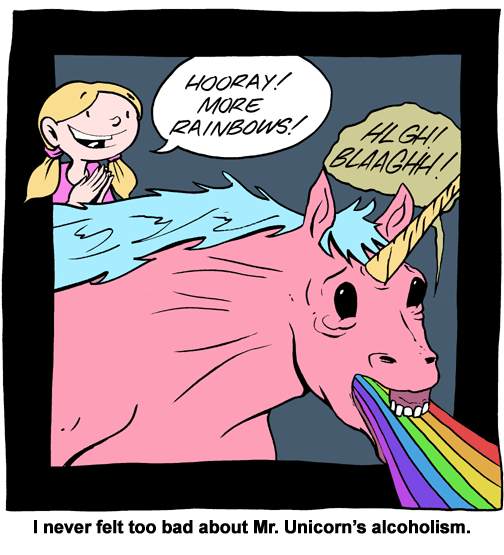 HOORAY!
MORE
RAINBOWS!
HLGH!
BLAAGHH!!
I never felt too bad about Mr. Unicorn's alcoholism.